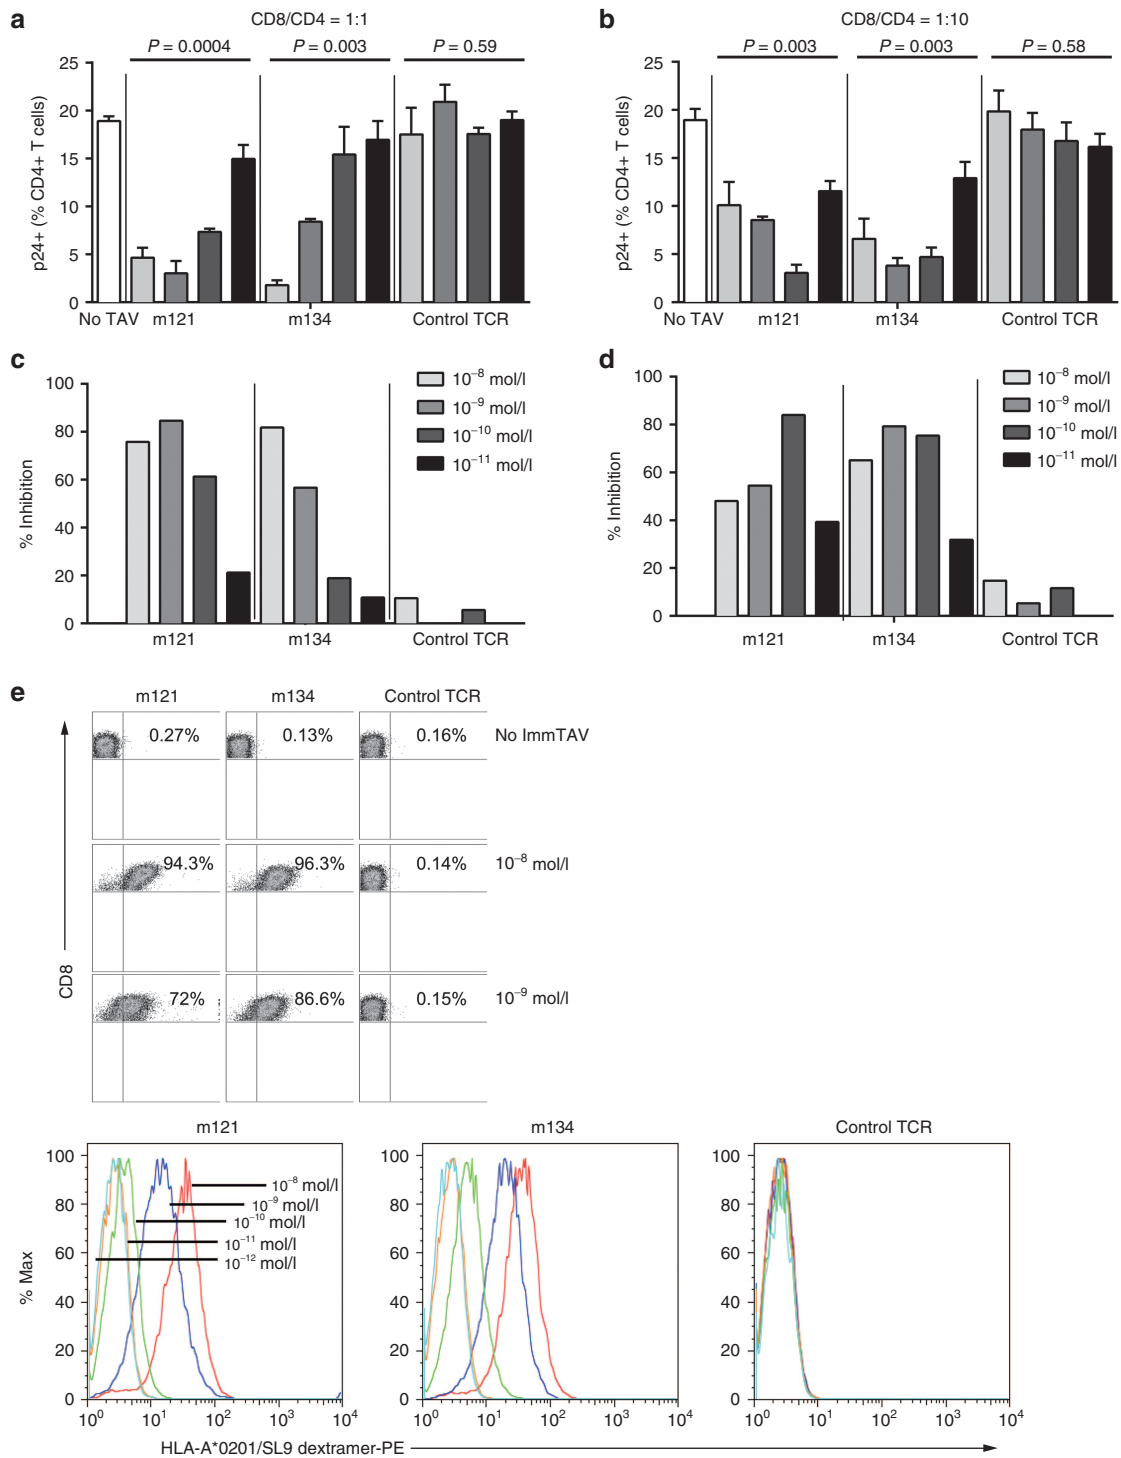 a
CD8/CD4 = 1:1
P = 0.0004
P = 0.003
P = 0.59
p24+ (% CD4+ T cells)
25
20
15
10
5
0
No TAV
m121
m134
Control TCR
b
CD8/CD4 = 1:10
P = 0.003
P = 0.003
P = 0.58
p24+ (% CD4+ T cells)
25
20
15
10
5
0
No TAV
m121
m134
Control TCR
c
% Inhibition
100
80
60
40
20
0
m121
m134
Control TCR
10⁻⁸ mol/l
10⁻⁹ mol/l
10⁻¹⁰ mol/l
10⁻¹¹ mol/l
d
% Inhibition
100
80
60
40
20
0
m121
m134
Control TCR
10⁻⁸ mol/l
10⁻⁹ mol/l
10⁻¹⁰ mol/l
10⁻¹¹ mol/l
e
m121
m134
Control TCR
0.27%
0.13%
0.16%
No ImmTAV
94.3%
96.3%
0.14%
10⁻⁸ mol/l
72%
86.6%
0.15%
10⁻⁹ mol/l
CD8
m121
% Max
100
80
60
40
20
0
10⁰ 10¹ 10² 10³ 10⁴
10⁻⁸ mol/l
10⁻⁹ mol/l
10⁻¹⁰ mol/l
10⁻¹¹ mol/l
10⁻¹² mol/l
m134
100
80
60
40
20
0
10⁰ 10¹ 10² 10³ 10⁴
Control TCR
100
80
60
40
20
0
10⁰ 10¹ 10² 10³ 10⁴
HLA-A*0201/SL9 dextramer-PE